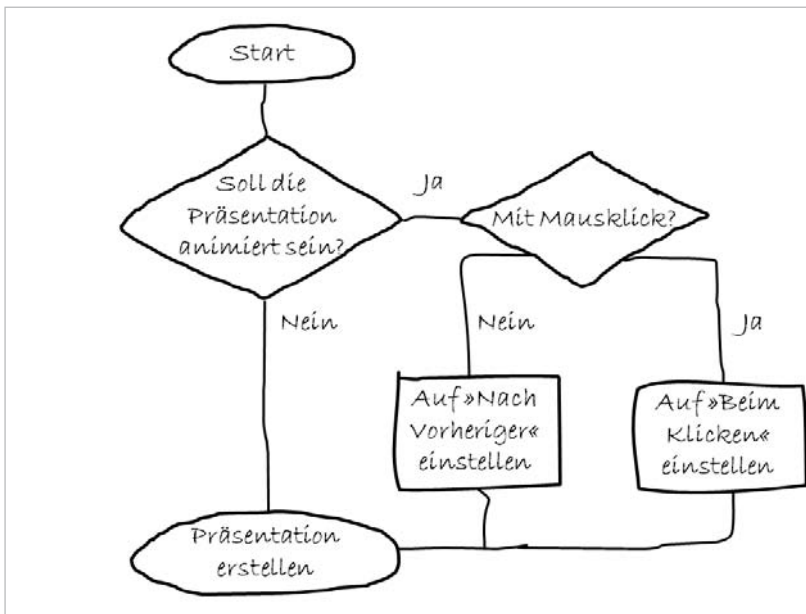 Start
Soll die
Präsentation
animiert sein?
Ja
Mit Mausklick?
Nein
Nein
Ja
Auf »Nach
Vorheriger«
einstellen
Auf »Beim
Klicken«
einstellen
Präsentation
erstellen